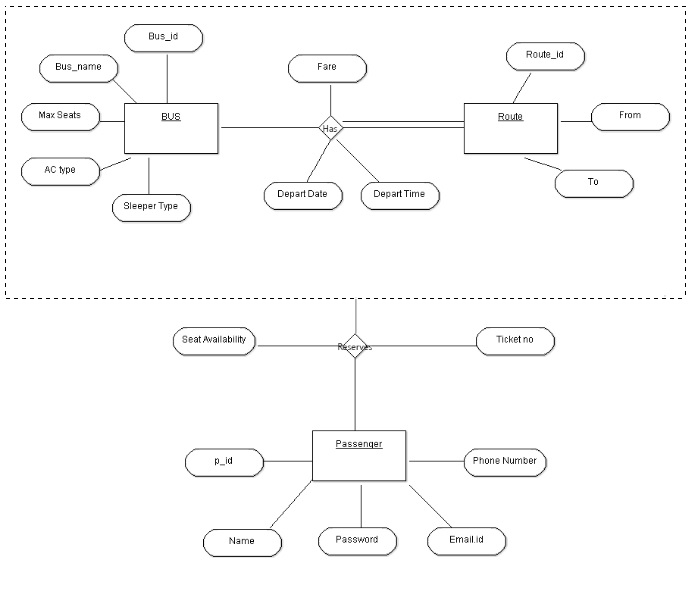 Bus_id
Bus_name
Fare
Route_id
Max Seats
BUS
Has
Route
From
AC type
Sleeper Type
Depart Date
Depart Time
To
Seat Availability
Reserves
Ticket no
Passenger
p_id
Phone Number
Name
Password
Email.id